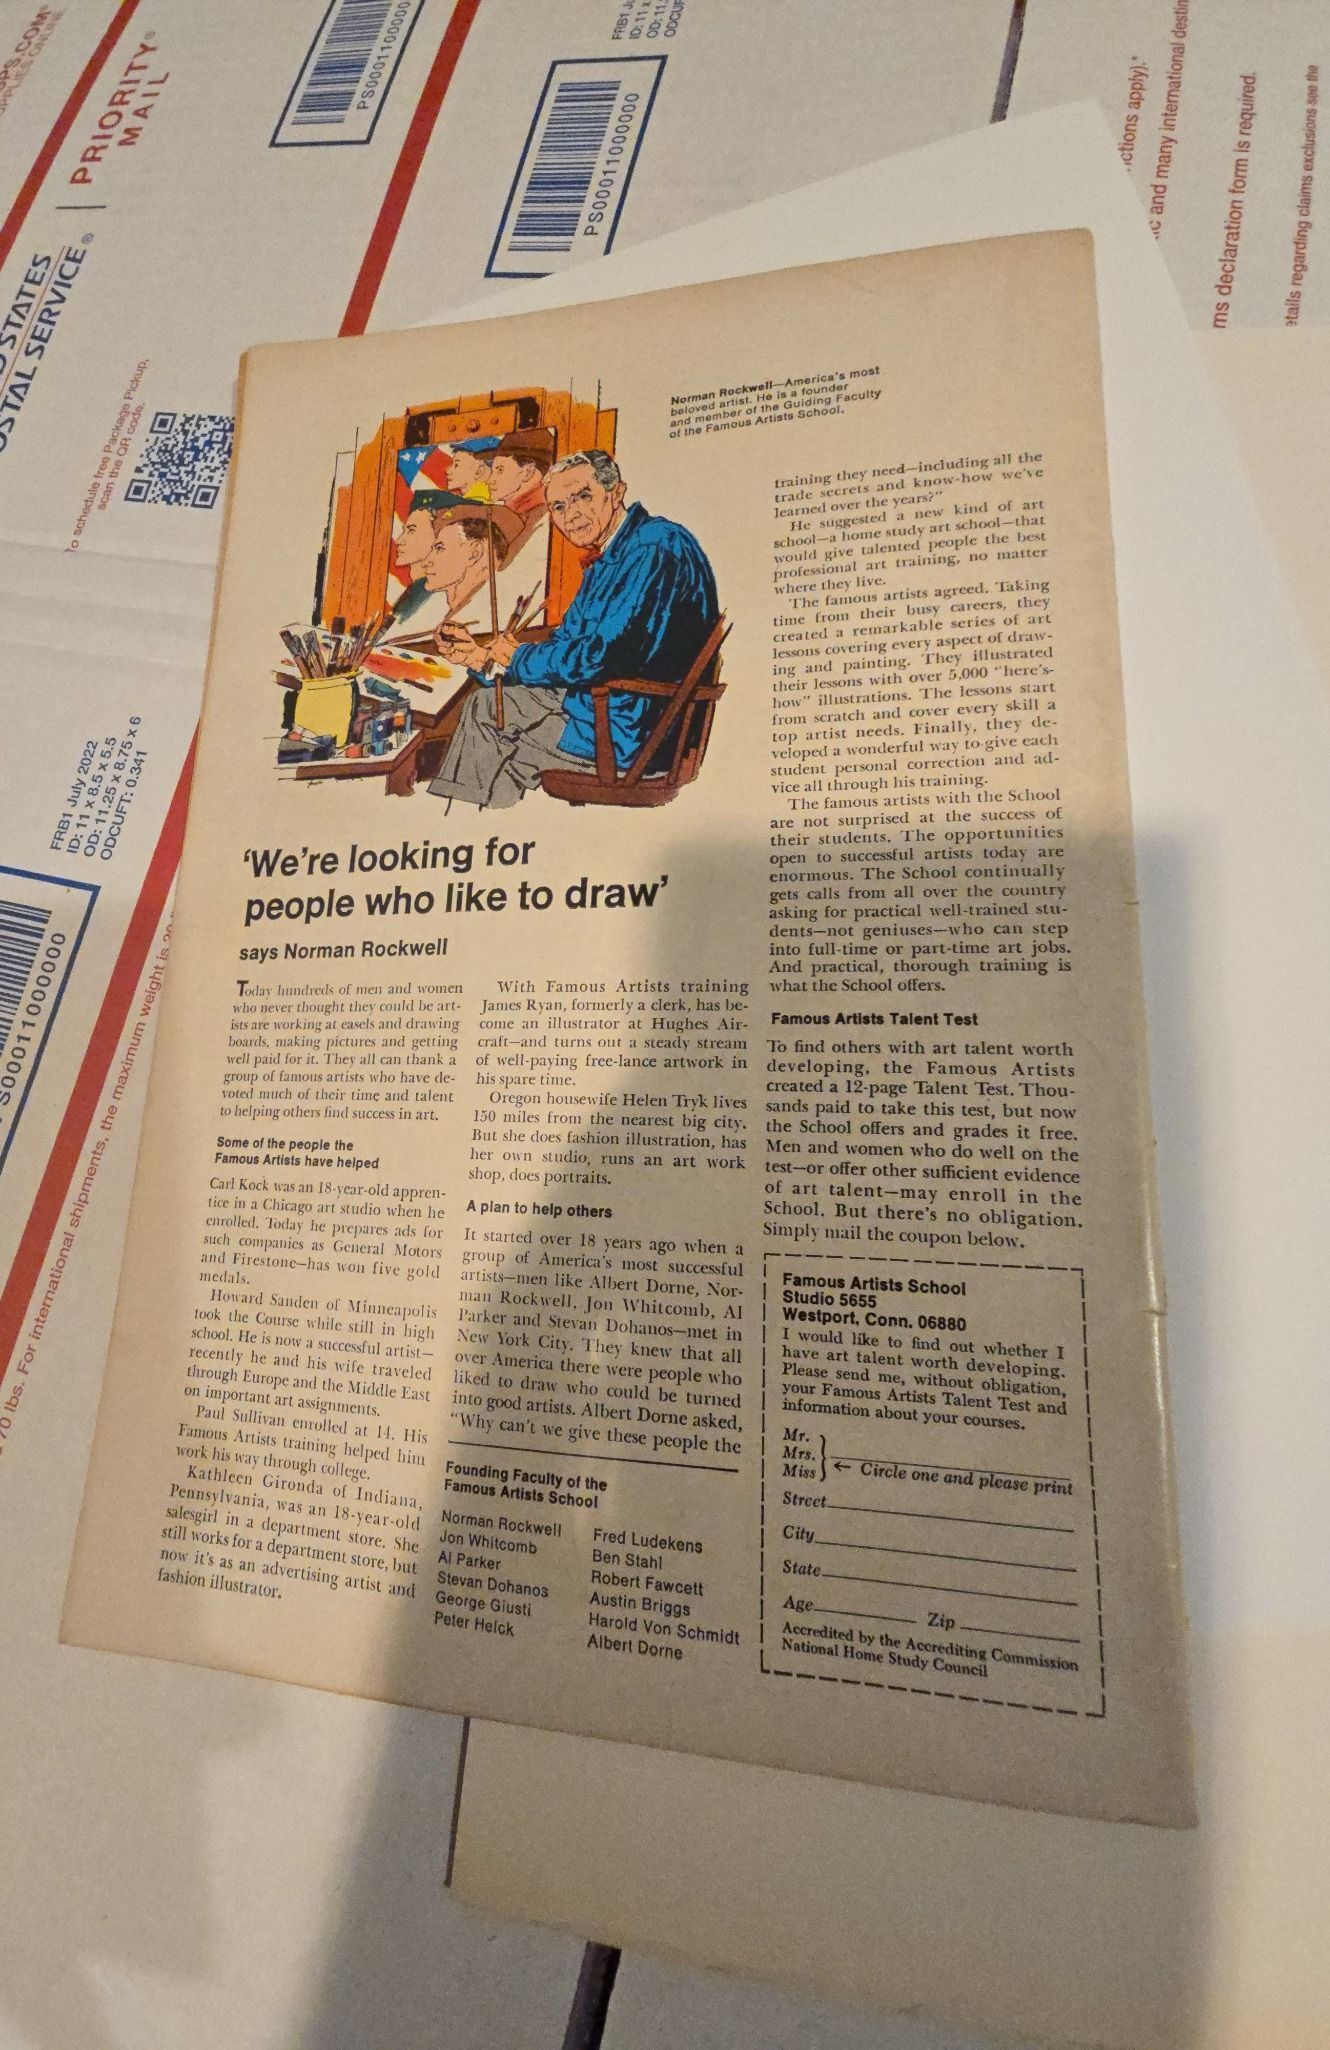 PRIORITY®
MAIL
PS00011000000
PS00011000000
ctions apply).*
and many international destin
ms declaration form is required.
etails regarding claims exclusions see the
STATES
POSTAL SERVICE®
To schedule free Package Pickup,
scan the QR code.
FRB1 July 2022
ID: 11 x 8.5 x 5.5
OD: 11.25 x 8.75 x 6
ODCUFT: 0.341
PS00011000000
70 lbs. For international shipments, the maximum weight is 20
Norman Rockwell—America's most
beloved artist. He is a founder
and member of the Guiding Faculty
of the Famous Artists School.
'We're looking for
people who like to draw'
says Norman Rockwell
Today hundreds of men and women
who never thought they could be art-
ists are working at easels and drawing
boards, making pictures and getting
well paid for it. They all can thank a
group of famous artists who have de-
voted much of their time and talent
to helping others find success in art.
Some of the people the
Famous Artists have helped
Carl Kock was an 18-year-old appren-
tice in a Chicago art studio when he
enrolled. Today he prepares ads for
such companies as General Motors
and Firestone—has won five gold
medals.
Howard Sanden of Minneapolis
took the Course while still in high
school. He is now a successful artist—
recently he and his wife traveled
through Europe and the Middle East
on important art assignments.
Paul Sullivan enrolled at 14. His
Famous Artists training helped him
work his way through college.
Kathleen Gironda of Indiana,
Pennsylvania, was an 18-year-old
salesgirl in a department store. She
still works for a department store, but
now it's as an advertising artist and
fashion illustrator.
With Famous Artists training
James Ryan, formerly a clerk, has be-
come an illustrator at Hughes Air-
craft—and turns out a steady stream
of well-paying free-lance artwork in
his spare time.
Oregon housewife Helen Tryk lives
150 miles from the nearest big city.
But she does fashion illustration, has
her own studio, runs an art work
shop, does portraits.
A plan to help others
It started over 18 years ago when a
group of America's most successful
artists—men like Albert Dorne, Nor-
man Rockwell, Jon Whitcomb, Al
Parker and Stevan Dohanos—met in
New York City. They knew that all
over America there were people who
liked to draw who could be turned
into good artists. Albert Dorne asked,
"Why can't we give these people the
Founding Faculty of the
Famous Artists School
Norman Rockwell
Jon Whitcomb
Al Parker
Stevan Dohanos
George Giusti
Peter Helck
Fred Ludekens
Ben Stahl
Robert Fawcett
Austin Briggs
Harold Von Schmidt
Albert Dorne
training they need—including all the
trade secrets and know-how we've
learned over the years?"
He suggested a new kind of art
school—a home study art school—that
would give talented people the best
professional art training, no matter
where they live.
The famous artists agreed. Taking
time from their busy careers, they
created a remarkable series of art
lessons covering every aspect of draw-
ing and painting. They illustrated
their lessons with over 5,000 "here's-
how" illustrations. The lessons start
from scratch and cover every skill a
top artist needs. Finally, they de-
veloped a wonderful way to give each
student personal correction and ad-
vice all through his training.
The famous artists with the School
are not surprised at the success of
their students. The opportunities
open to successful artists today are
enormous. The School continually
gets calls from all over the country
asking for practical well-trained stu-
dents—not geniuses—who can step
into full-time or part-time art jobs.
And practical, thorough training is
what the School offers.
Famous Artists Talent Test
To find others with art talent worth
developing, the Famous Artists
created a 12-page Talent Test. Thou-
sands paid to take this test, but now
the School offers and grades it free.
Men and women who do well on the
test—or offer other sufficient evidence
of art talent—may enroll in the
School. But there's no obligation.
Simply mail the coupon below.
Famous Artists School
Studio 5655
Westport, Conn. 06880
I would like to find out whether I
have art talent worth developing.
Please send me, without obligation,
your Famous Artists Talent Test and
information about your courses.
Mr.
Mrs.
Miss
← Circle one and please print
Street
City
State
Age Zip
Accredited by the Accrediting Commission
National Home Study Council